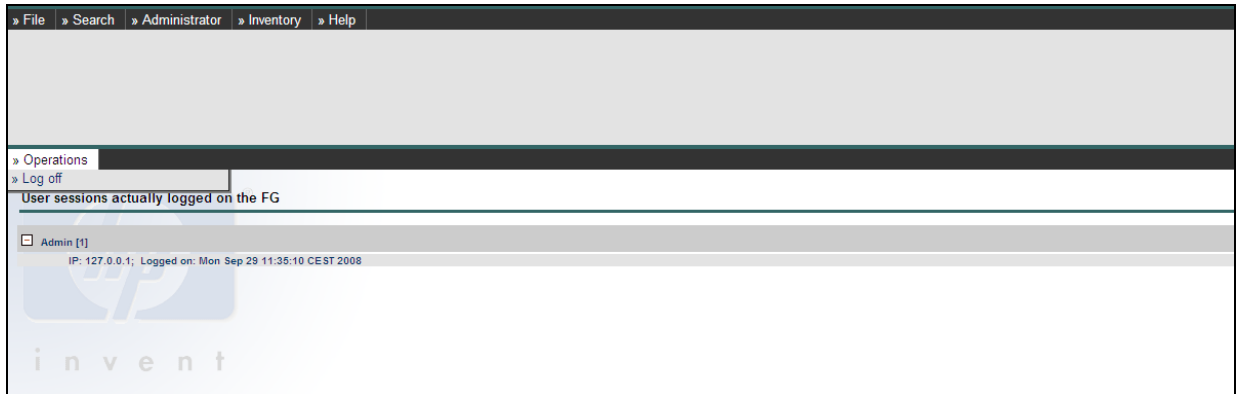 » File » Search » Administrator » Inventory » Help
» Operations
» Log off
User sessions actually logged on the FG
Admin [1]
IP: 127.0.0.1; Logged on: Mon Sep 29 11:35:10 CEST 2008
hp
invent